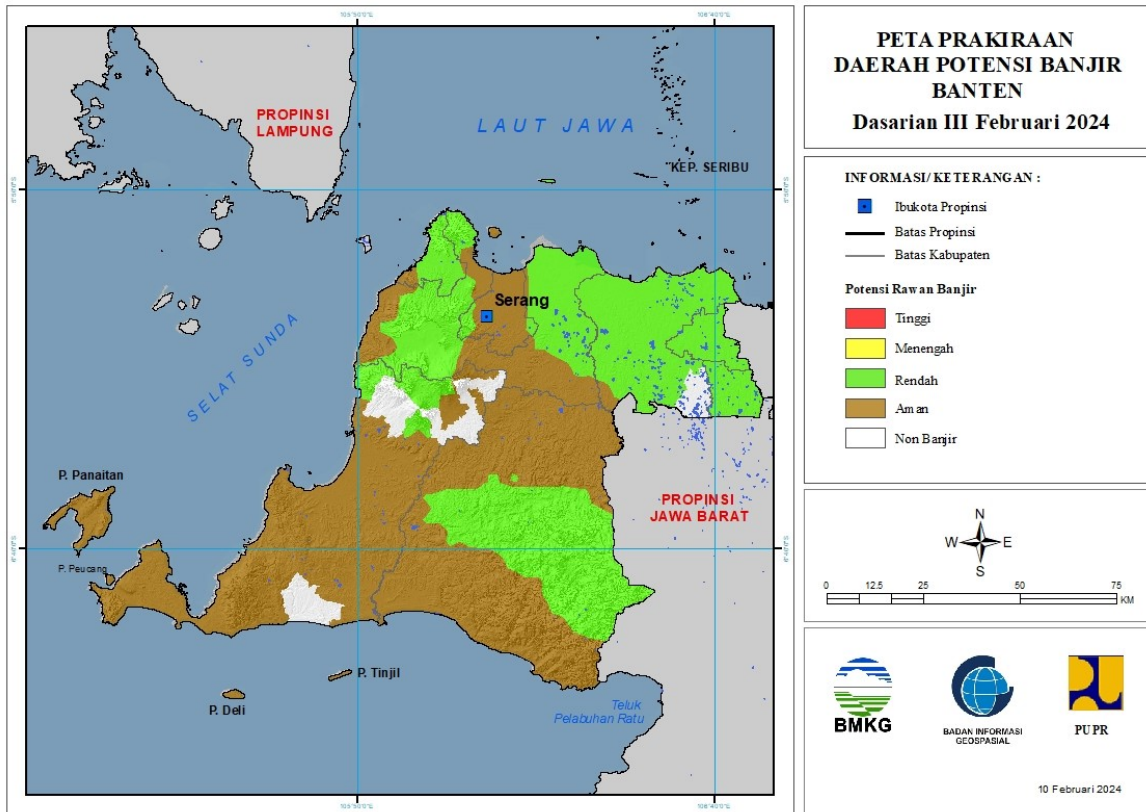 PETA PRAKIRAAN
DAERAH POTENSI BANJIR
BANTEN
Dasarian III Februari 2024
INFORMASI/ KETERANGAN :
Ibukota Propinsi
Batas Propinsi
Batas Kabupaten
Potensi Rawan Banjir
Tinggi
Menengah
Rendah
Aman
Non Banjir
N
W
E
S
0
12.5
25
50
75
KM
BMKG
BADAN INFORMASI
GEOSPASIAL
PUPR
10 Februari 2024
PROPINSI
LAMPUNG
LAUT JAWA
KEP. SERIBU
Serang
SELAT SUNDA
P. Panaitan
P. Peucang
PROPINSI
JAWA BARAT
P. Tinjil
P. Deli
Teluk
Pelabuhan Ratu